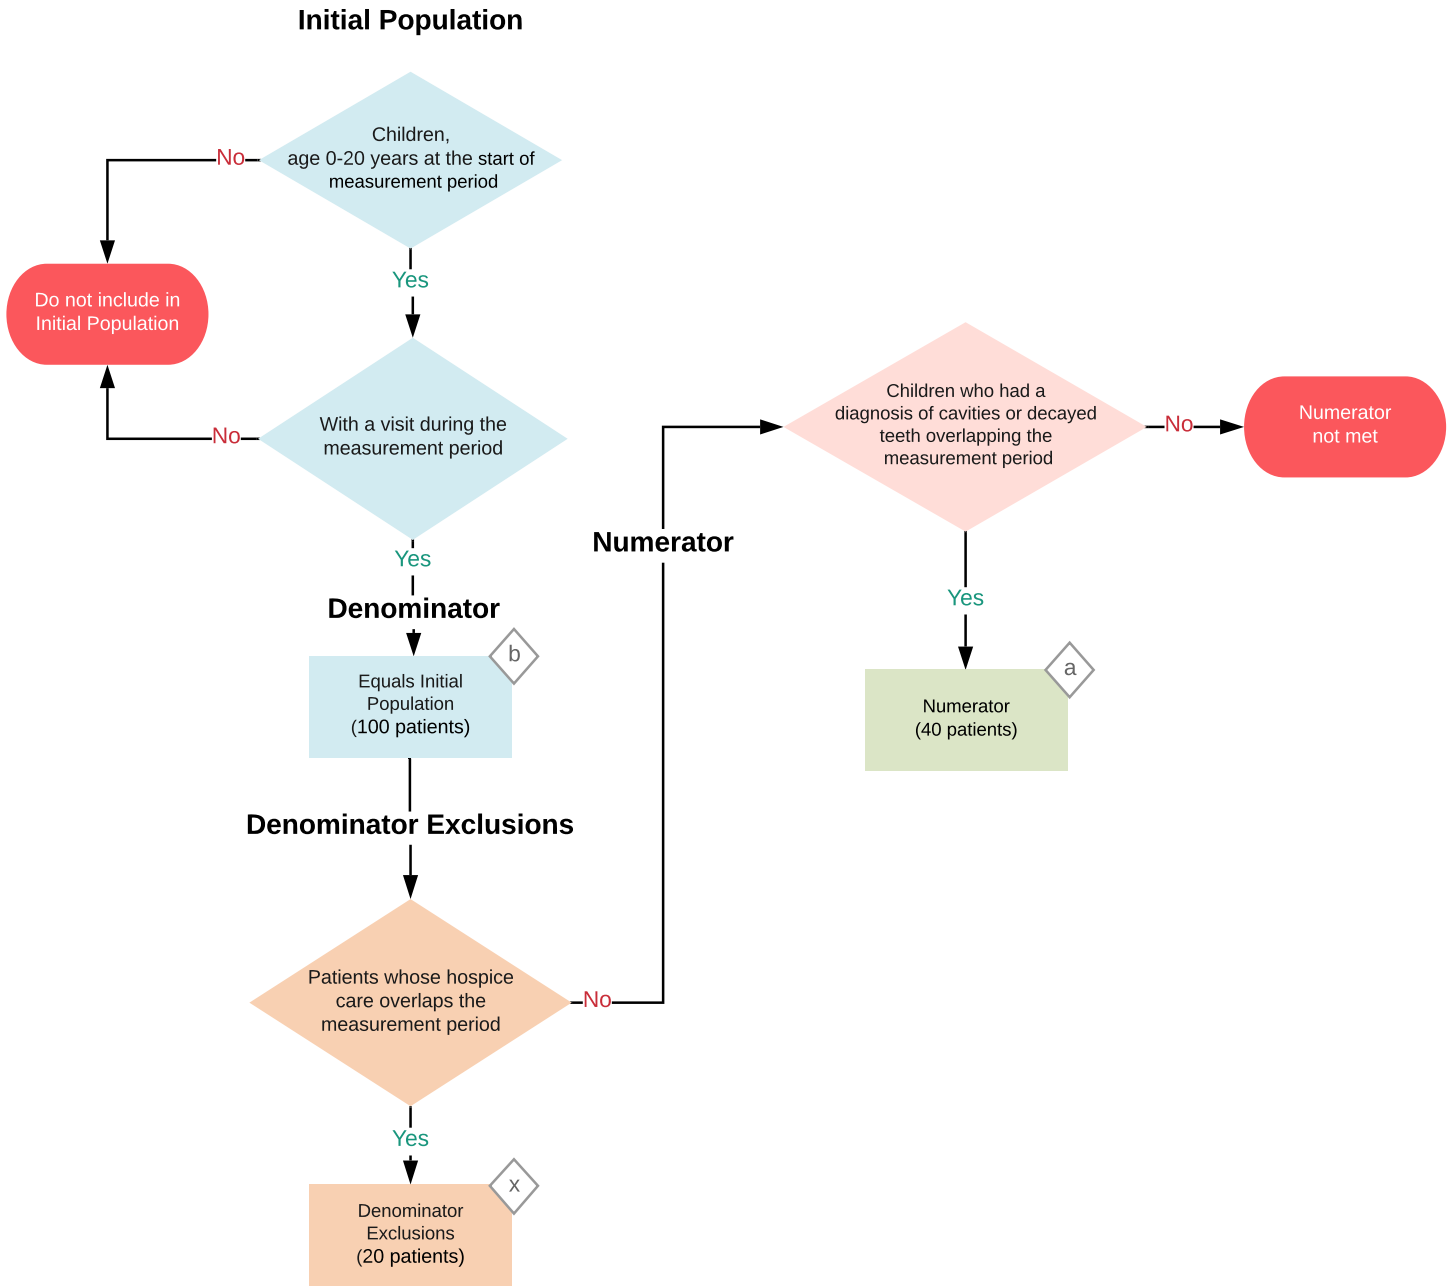 Initial Population
Children,
age 0-20 years at the start of
measurement period
No
Yes
Do not include in
Initial Population
With a visit during the
measurement period
No
Yes
Denominator
b
Equals Initial
Population
(100 patients)
Denominator Exclusions
Patients whose hospice
care overlaps the
measurement period
No
Yes
x
Denominator
Exclusions
(20 patients)
Numerator
Children who had a
diagnosis of cavities or decayed
teeth overlapping the
measurement period
No
Numerator
not met
Yes
a
Numerator
(40 patients)